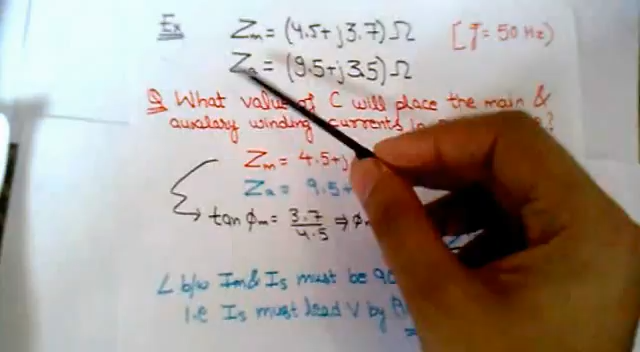 Ex Zm = (4.5+j3.7)Ω [f = 50 Hz)
Za = (9.5+j3.5)Ω
Q What value of C will place the main &
auxalary winding currents in
Zm = 4.5+j
Za = 9.5+
tan φm = 3.7/4.5 ⇒ φm
∠ b/w Im & Is must be 90
i.e Is must lead V by